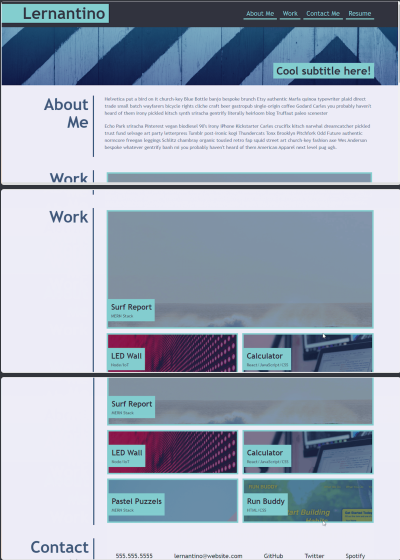 Lernantino
About Me
Work
Contact Me
Resume
Cool subtitle here!
About
Me
Helvetica put a bird on it church-key Blue Bottle banjo bespoke brunch Etsy authentic Marfa quinoa typewriter plaid direct
trade small batch wayfarers bicycle rights cliche craft beer gastropub single origin coffee Godard Carles you probably haven't
heard of them irony pickled kitsch synth sriracha gentrify literally heirloom blog Truffaut paleo
Echo Park sriracha Pinterest vegan biodiesel 90's irony iPhone Kickstarter Carles crucifix kitsch narwhal dreamcatcher pickled
trust fund selvage art party letterpress Tumblr post-ironic kogi Thundercats Tonx Brooklyn Pitchfork Odd Future authentic
normcore freegan leggings Schlitz chambray organic tousled retro fap squid street art church-key fashion axe Wes Anderson
bespoke whatever gentrify banh mi you probably haven't heard of them American Apparel next level pug ugh.
Work
Work
Surf Report
MERN Stack
LED Wall
Node/IoT
Calculator
React/JavaScript/CSS
Surf Report
MERN Stack
LED Wall
Node/IoT
Calculator
React/JavaScript/CSS
Pastel Puzzels
MERN Stack
Run Buddy
HTML/CSS
RUN BUDDY
Building
Contact
555.555.5555
lernantino@website.com
GitHub
Twitter
Spotify